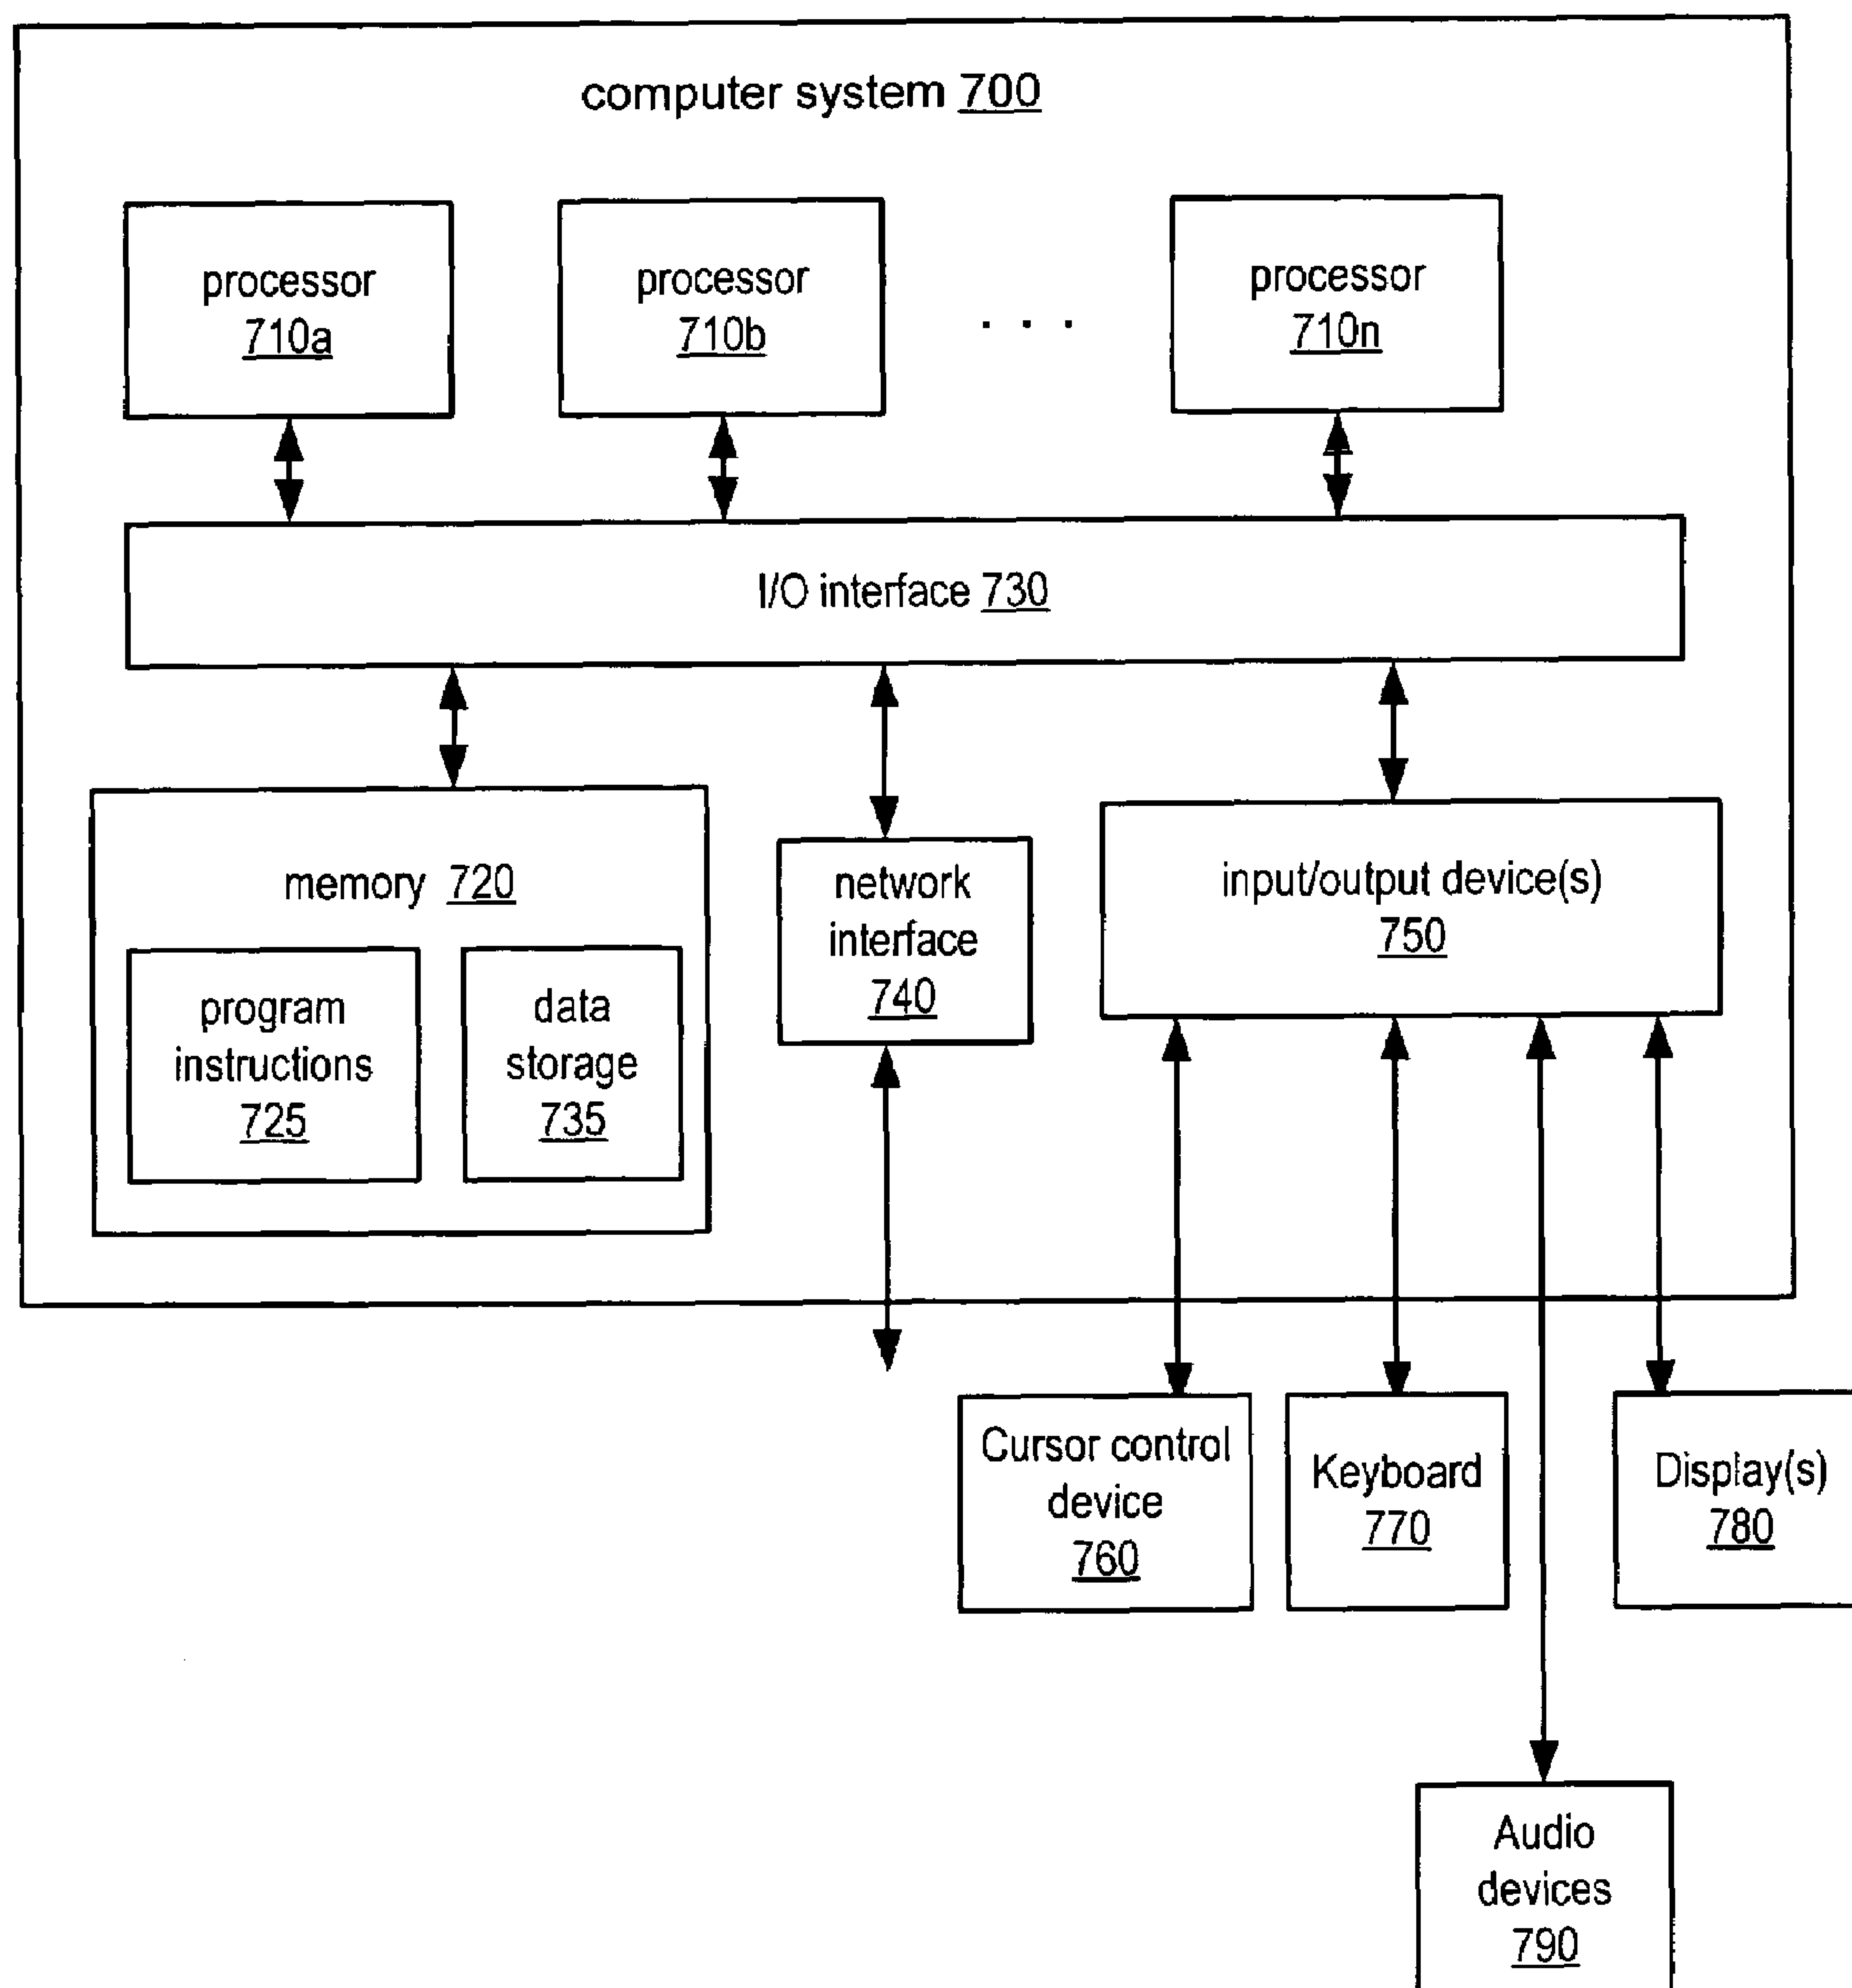 computer system 700
processor
710a
processor
710b
. . .
processor
710n
I/O interface 730
memory 720
program
instructions
725
data
storage
735
network
interface
740
input/output device(s)
750
Cursor control
device
760
Keyboard
770
Display(s)
780
Audio
devices
790